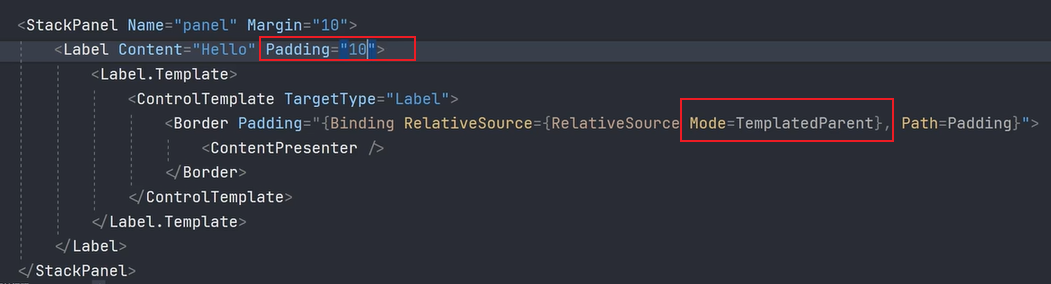 <StackPanel Name="panel" Margin="10">
<Label Content="Hello" Padding="10">
<Label.Template>
<ControlTemplate TargetType="Label">
<Border Padding="{Binding RelativeSource={RelativeSource Mode=TemplatedParent}, Path=Padding}">
<ContentPresenter />
</Border>
</ControlTemplate>
</Label.Template>
</Label>
</StackPanel>